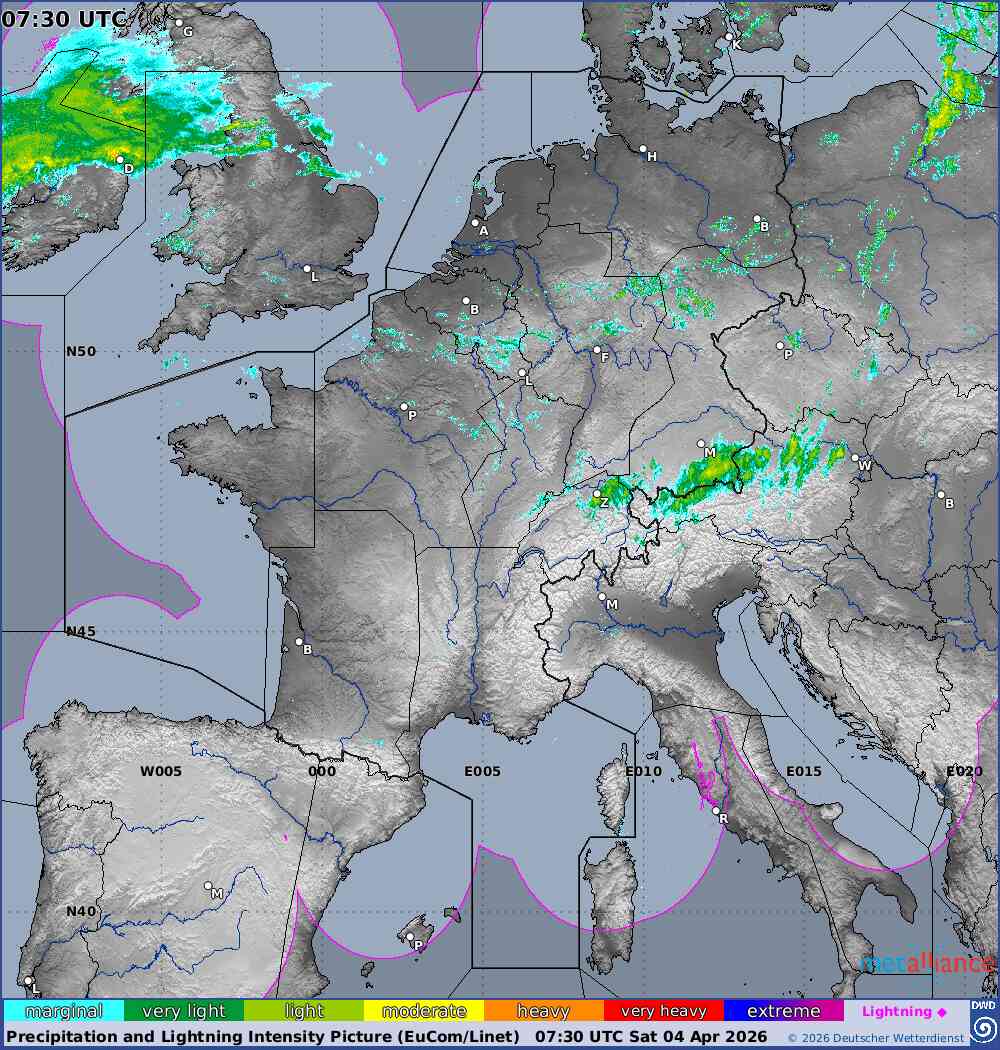 07:30 UTC
G
K
D
H
A
B
L
B
N50
P
F
P
L
M
W
Z
B
M
N45
B
W005
000
E005
E010
E015
E020
R
M
N40
P
L
metalliance
marginal
very light
light
moderate
heavy
very heavy
extreme
Lightning ◆
DWD
Precipitation and Lightning Intensity Picture (EuCom/Linet) 07:30 UTC Sat 04 Apr 2026 © 2026 Deutscher Wetterdienst